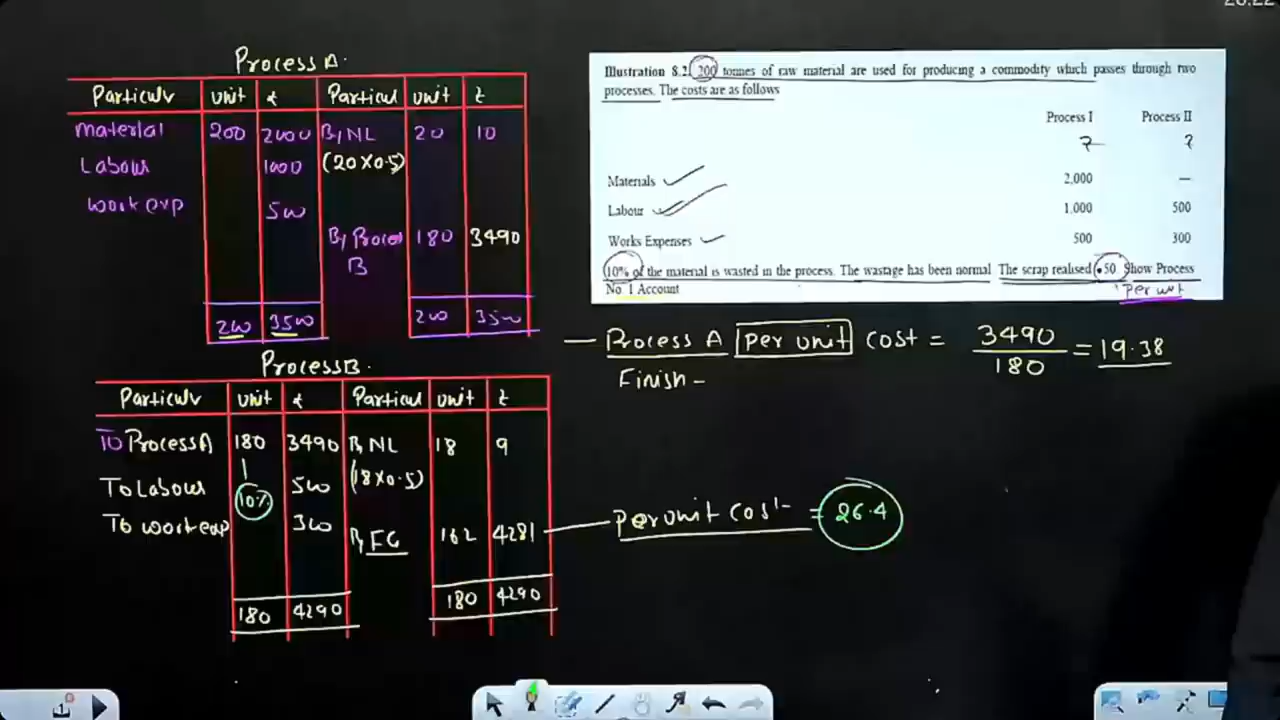 20:22
Process A.
Particulr unit ₹ Particul unit ₹
Material 200 2000 By NL 20 10
Labour 1000 (20×0.5)
work exp 500
By Process 180 3490
B
200 3500 200 3500
Process B.
Particulr unit ₹ Particul unit ₹
To Process A 180 3490 By NL 18 9
To Labour 10% 500 (18×0.5)
To work exp 300
By FG 162 4281
180 4290 180 4290
Illustration 8.2. 200 tonnes of raw material are used for producing a commodity which passes through two
processes. The costs are as follows
Process I Process II
? ?
Materials 2,000 —
Labour 1,000 500
Works Expenses 500 300
10% of the material is wasted in the process. The wastage has been normal The scrap realised .50 Show Process
No 1 Account
Per unit
— Process A per unit cost = 3490 / 180 = 19.38
Finish -
per unit cost = 26.4